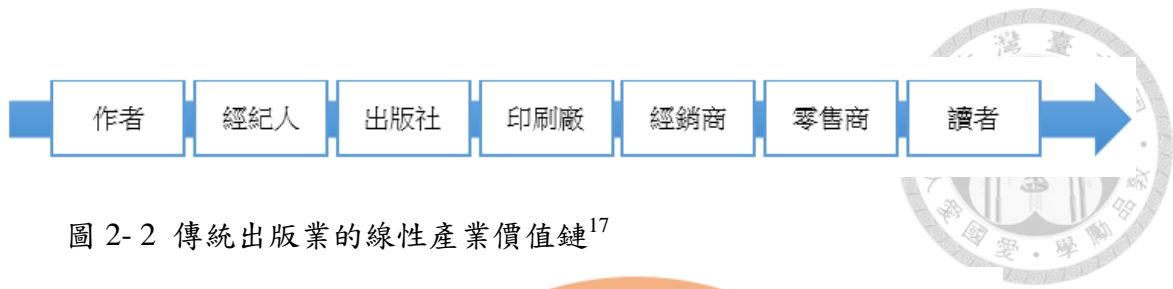 作者 經紀人 出版社 印刷廠 經銷商 零售商 讀者
圖 2- 2 傳統出版業的線性產業價值鏈17